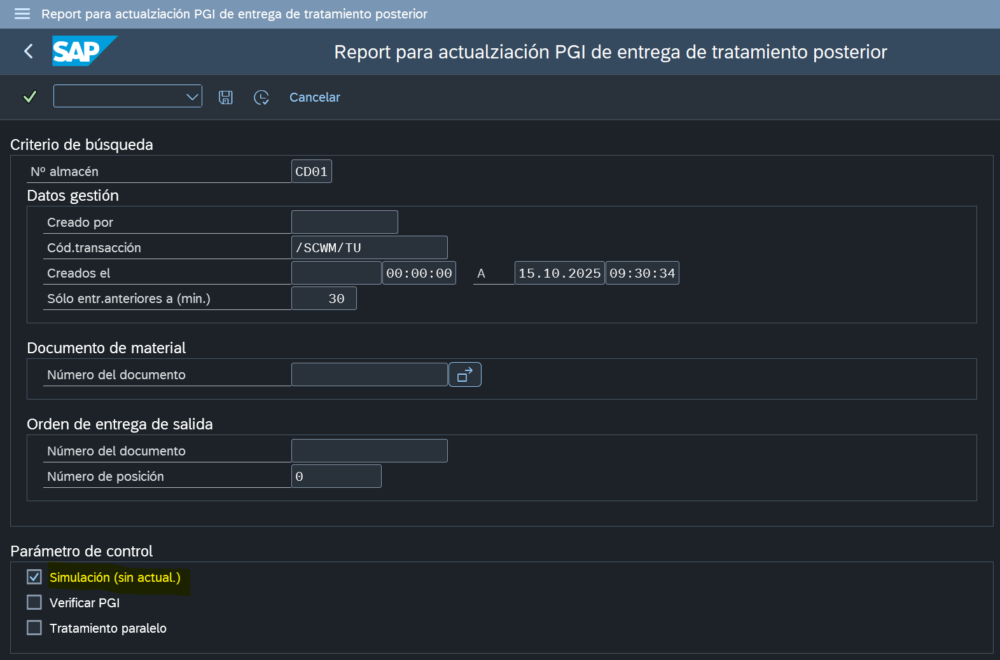 Report para actualziación PGI de entrega de tratamiento posterior
SAP
Report para actualziación PGI de entrega de tratamiento posterior
Cancelar
Criterio de búsqueda
Nº almacén CD01
Datos gestión
Creado por
Cód.transacción /SCWM/TU
Creados el 00:00:00 A 15.10.2025 09:30:34
Sólo entr.anteriores a (min.) 30
Documento de material
Número del documento
Orden de entrega de salida
Número del documento
Número de posición 0
Parámetro de control
Simulación (sin actual.)
Verificar PGI
Tratamiento paralelo